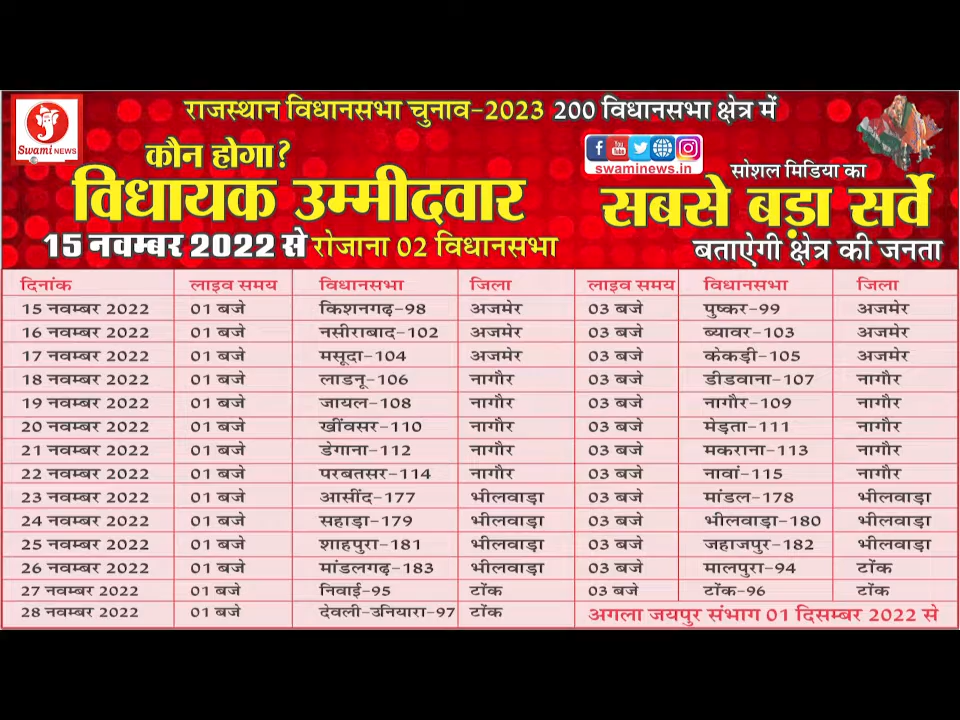 राजस्थान विधानसभा चुनाव-2023 200 विधानसभा क्षेत्र में
Swami NEWS
कौन होगा?
swaminews.in
सोशल मिडिया का
विधायक उम्मीदवार
सबसे बड़ा सर्वे
15 नवम्बर 2022 से रोजाना 02 विधानसभा
बताऐगी क्षेत्र की जनता
दिनांक लाइव समय विधानसभा जिला लाइव समय विधानसभा जिला
15 नवम्बर 2022 01 बजे किशनगढ़-98 अजमेर 03 बजे पुष्कर-99 अजमेर
16 नवम्बर 2022 01 बजे नसीराबाद-102 अजमेर 03 बजे ब्यावर-103 अजमेर
17 नवम्बर 2022 01 बजे मसूदा-104 अजमेर 03 बजे केकड़ी-105 अजमेर
18 नवम्बर 2022 01 बजे लाडनू-106 नागौर 03 बजे डीडवाना-107 नागौर
19 नवम्बर 2022 01 बजे जायल-108 नागौर 03 बजे नागौर-109 नागौर
20 नवम्बर 2022 01 बजे खींवसर-110 नागौर 03 बजे मेड़ता-111 नागौर
21 नवम्बर 2022 01 बजे डेगाना-112 नागौर 03 बजे मकराना-113 नागौर
22 नवम्बर 2022 01 बजे परबतसर-114 नागौर 03 बजे नावां-115 नागौर
23 नवम्बर 2022 01 बजे आसींद-177 भीलवाड़ा 03 बजे मांडल-178 भीलवाड़ा
24 नवम्बर 2022 01 बजे सहाड़ा-179 भीलवाड़ा 03 बजे भीलवाड़ा-180 भीलवाड़ा
25 नवम्बर 2022 01 बजे शाहपुरा-181 भीलवाड़ा 03 बजे जहाजपुर-182 भीलवाड़ा
26 नवम्बर 2022 01 बजे मांडलगढ़-183 भीलवाड़ा 03 बजे मालपुरा-94 टोंक
27 नवम्बर 2022 01 बजे निवाई-95 टोंक 03 बजे टोंक-96 टोंक
28 नवम्बर 2022 01 बजे देवली-उनियारा-97 टोंक अगला जयपुर संभाग 01 दिसम्बर 2022 से